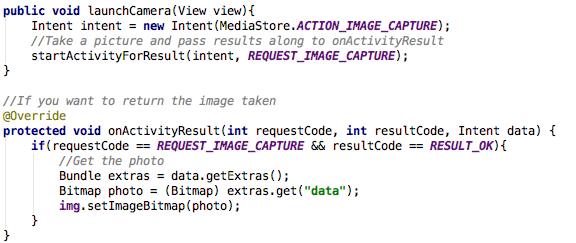 public void launchCamera(View view){
    Intent intent = new Intent(MediaStore.ACTION_IMAGE_CAPTURE);
    //Take a picture and pass results along to onActivityResult
    startActivityForResult(intent, REQUEST_IMAGE_CAPTURE);
}

//If you want to return the image taken
@Override
protected void onActivityResult(int requestCode, int resultCode, Intent data) {
    if(requestCode == REQUEST_IMAGE_CAPTURE && resultCode == RESULT_OK){
        //Get the photo
        Bundle extras = data.getExtras();
        Bitmap photo = (Bitmap) extras.get("data");
        img.setImageBitmap(photo);
    }
}